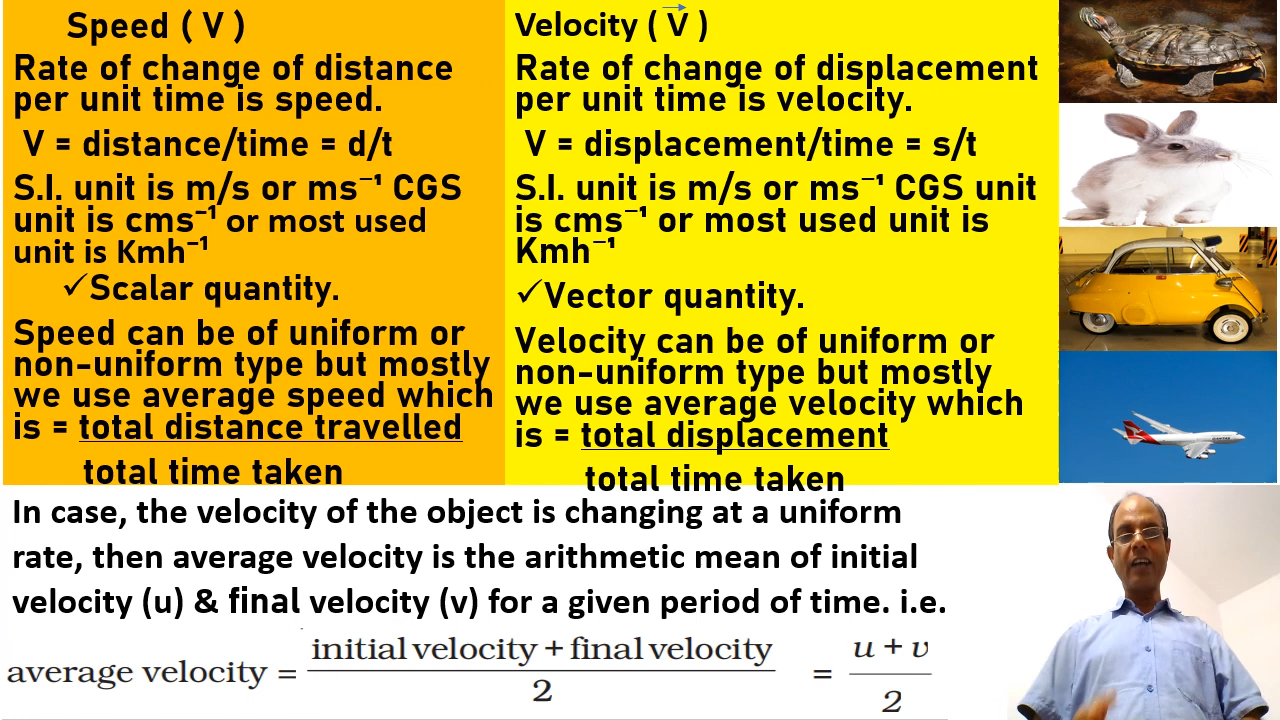 Speed ( V )
Rate of change of distance
per unit time is speed.
V = distance/time = d/t
S.I. unit is m/s or ms⁻¹ CGS
unit is cms⁻¹ or most used
unit is Kmh⁻¹
✓Scalar quantity.
Speed can be of uniform or
non-uniform type but mostly
we use average speed which
is = total distance travelled
total time taken
Velocity ( V⃗ )
Rate of change of displacement
per unit time is velocity.
V = displacement/time = s/t
S.I. unit is m/s or ms⁻¹ CGS unit
is cms⁻¹ or most used unit is
Kmh⁻¹
✓Vector quantity.
Velocity can be of uniform or
non-uniform type but mostly
we use average velocity which
is = total displacement
total time taken
In case, the velocity of the object is changing at a uniform
rate, then average velocity is the arithmetic mean of initial
velocity (u) & final velocity (v) for a given period of time. i.e.
average velocity = (initial velocity + final velocity)/2 = (u + v)/2